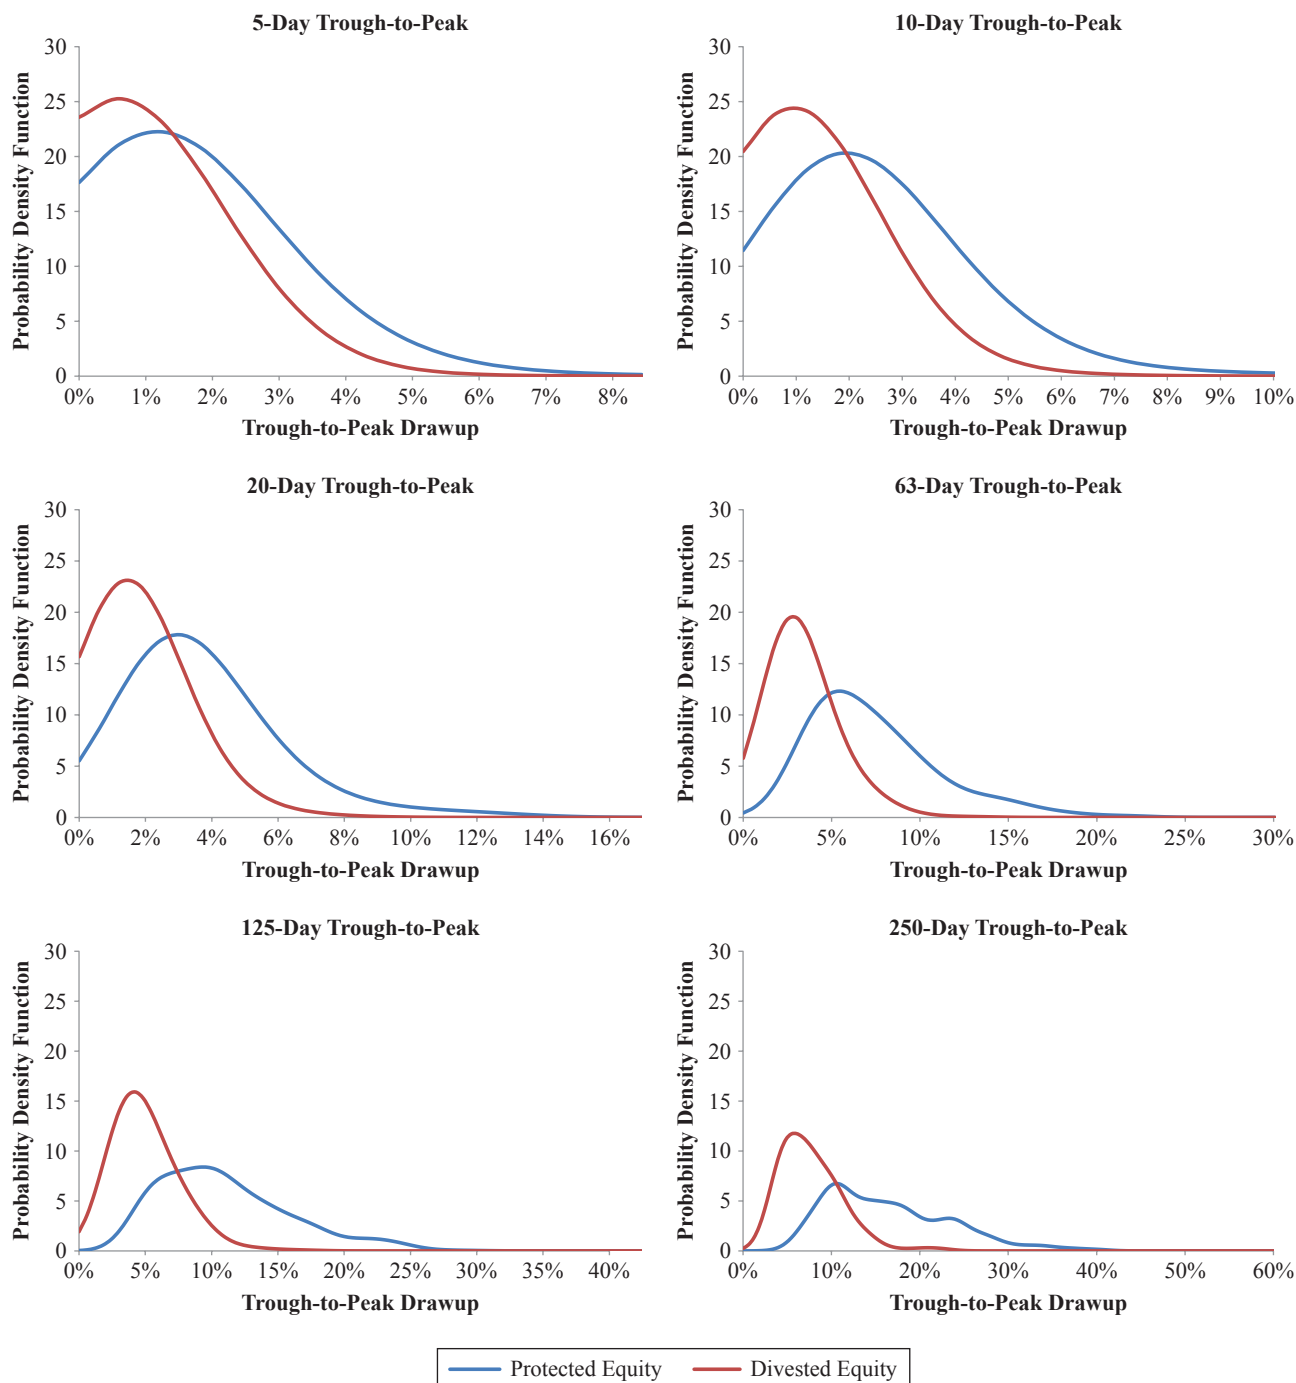 5-Day Trough-to-Peak
Probability Density Function
30
25
20
15
10
5
0
0% 1% 2% 3% 4% 5% 6% 7% 8%
Trough-to-Peak Drawup
10-Day Trough-to-Peak
Probability Density Function
30
25
20
15
10
5
0
0% 1% 2% 3% 4% 5% 6% 7% 8% 9% 10%
Trough-to-Peak Drawup
20-Day Trough-to-Peak
Probability Density Function
30
25
20
15
10
5
0
0% 2% 4% 6% 8% 10% 12% 14% 16%
Trough-to-Peak Drawup
63-Day Trough-to-Peak
Probability Density Function
30
25
20
15
10
5
0
0% 5% 10% 15% 20% 25% 30%
Trough-to-Peak Drawup
125-Day Trough-to-Peak
Probability Density Function
30
25
20
15
10
5
0
0% 5% 10% 15% 20% 25% 30% 35% 40%
Trough-to-Peak Drawup
250-Day Trough-to-Peak
Probability Density Function
30
25
20
15
10
5
0
0% 10% 20% 30% 40% 50% 60%
Trough-to-Peak Drawup
Protected Equity Divested Equity